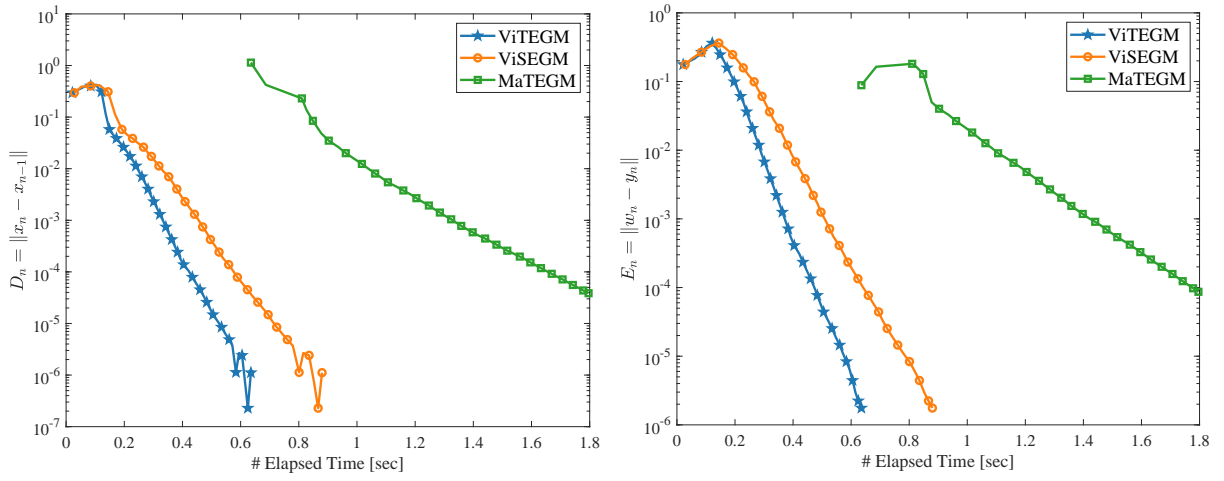 10^1
10^0
10^-1
10^-2
10^-3
10^-4
10^-5
10^-6
10^-7
D_n = ||x_n − x_{n−1}||
0 0.2 0.4 0.6 0.8 1 1.2 1.4 1.6 1.8
# Elapsed Time [sec]
ViTEGM
ViSEGM
MaTEGM
10^0
10^-1
10^-2
10^-3
10^-4
10^-5
10^-6
E_n = ||w_n − y_n||
0 0.2 0.4 0.6 0.8 1 1.2 1.4 1.6 1.8
# Elapsed Time [sec]
ViTEGM
ViSEGM
MaTEGM